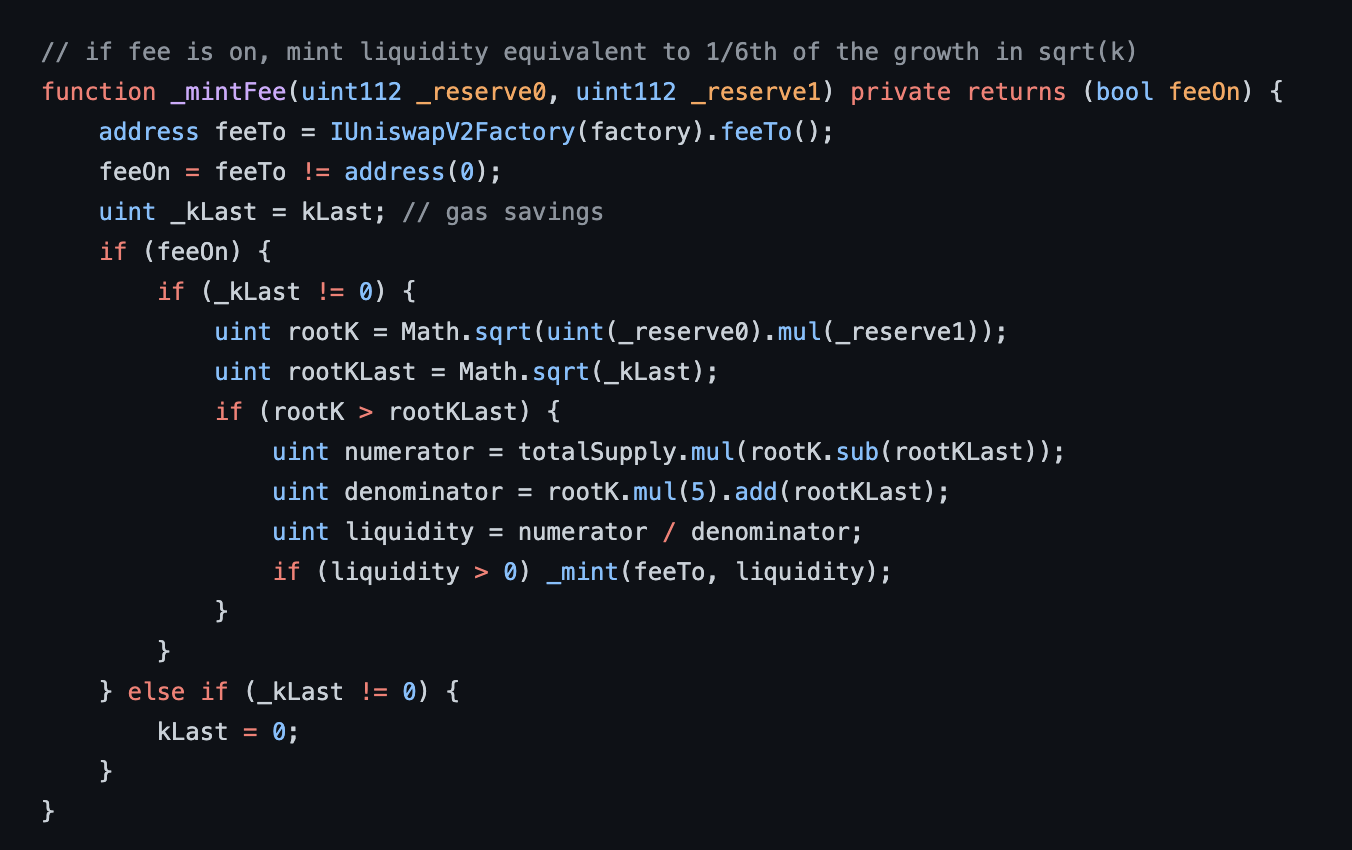 // if fee is on, mint liquidity equivalent to 1/6th of the growth in sqrt(k)
function _mintFee(uint112 _reserve0, uint112 _reserve1) private returns (bool feeOn) {
    address feeTo = IUniswapV2Factory(factory).feeTo();
    feeOn = feeTo != address(0);
    uint _kLast = kLast; // gas savings
    if (feeOn) {
        if (_kLast != 0) {
            uint rootK = Math.sqrt(uint(_reserve0).mul(_reserve1));
            uint rootKLast = Math.sqrt(_kLast);
            if (rootK > rootKLast) {
                uint numerator = totalSupply.mul(rootK.sub(rootKLast));
                uint denominator = rootK.mul(5).add(rootKLast);
                uint liquidity = numerator / denominator;
                if (liquidity > 0) _mint(feeTo, liquidity);
            }
        }
    } else if (_kLast != 0) {
        kLast = 0;
    }
}